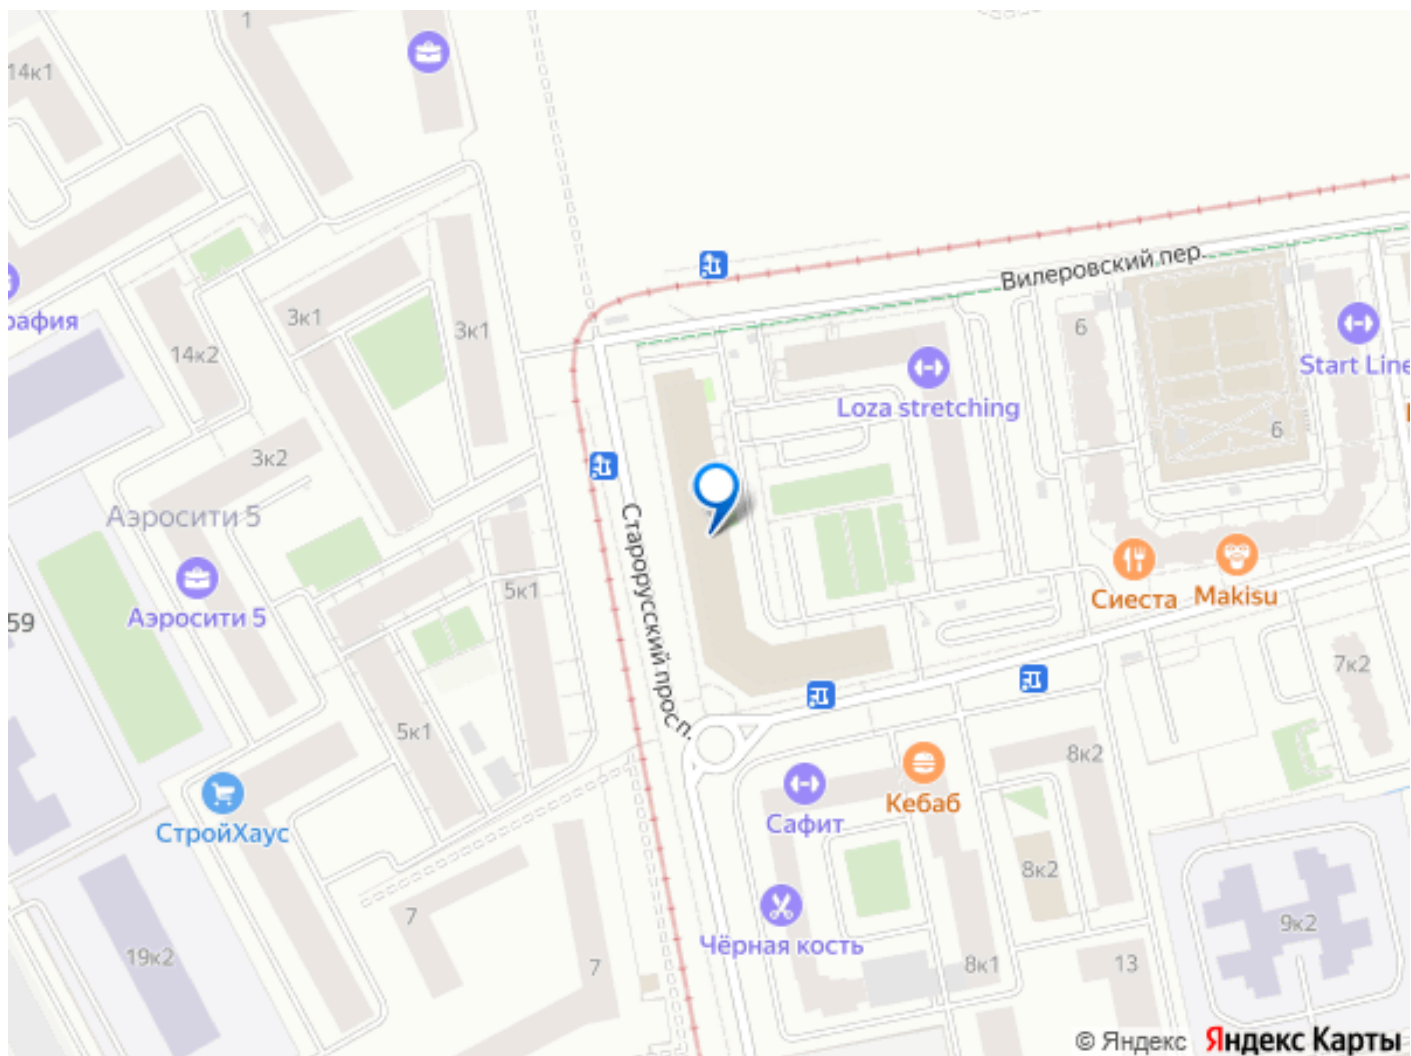 1
14к1
Вилеровский пер.
рафия
3к1
3к1
6
14к2
Start Line
Loza stretching
6
3к2
Аэросити 5
Старорусский просп.
5к1
Сиеста
Makisu
Аэросити 5
59
7к2
5к1
8к2
Кебаб
Сафит
СтройХаус
8к2
7
9к2
Чёрная кость
19к2
7
8к1
13
© Яндекс Яндекс Карты